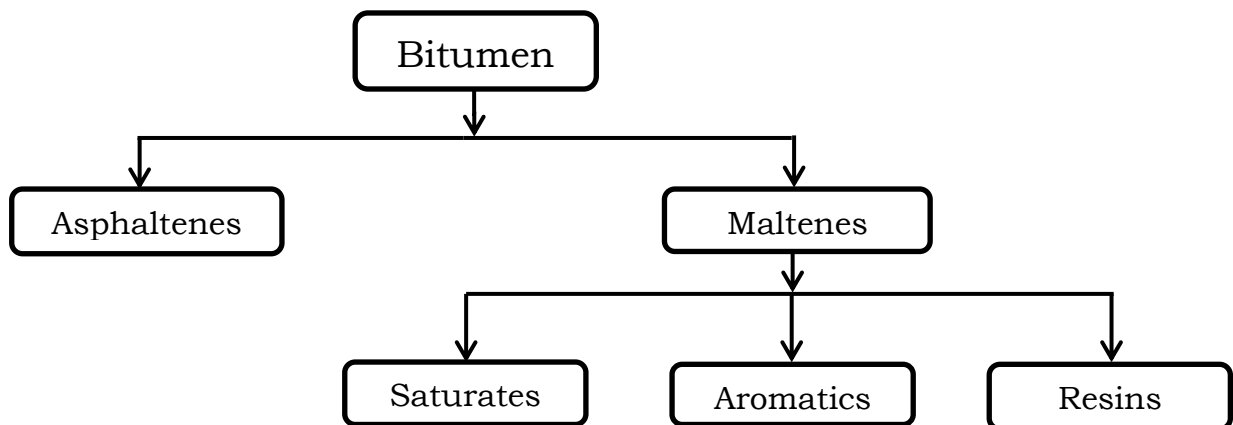 Bitumen
Asphaltenes
Maltenes
Saturates
Aromatics
Resins